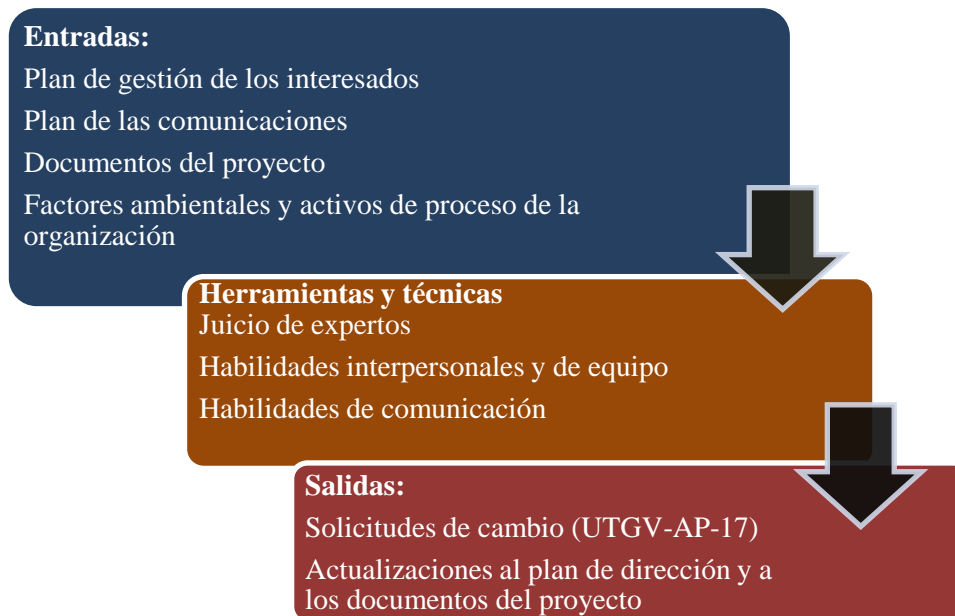 Entradas:
Plan de gestión de los interesados
Plan de las comunicaciones
Documentos del proyecto
Factores ambientales y activos de proceso de la
organización
Herramientas y técnicas
Juicio de expertos
Habilidades interpersonales y de equipo
Habilidades de comunicación
Salidas:
Solicitudes de cambio (UTGV-AP-17)
Actualizaciones al plan de dirección y a
los documentos del proyecto